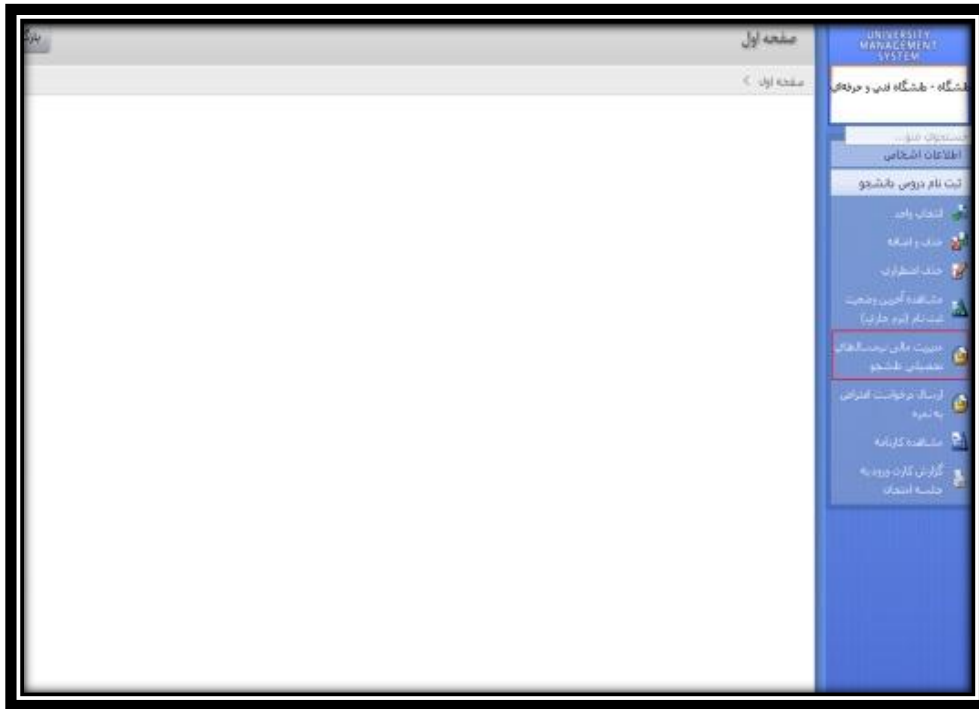 صفحه اول
UNIVERSITY
MANAGEMENT
SYSTEM
فنی و حرفه‌ای
صفحه اول
جستجوی منو...
اطلاعات اشخاص
ثبت نام دروس دانشجو
انتخاب واحد
حذف و اضافه
حذف اضطراری
مشاهده آخرین وضعیت
ثبت نام (ترم جاری)
مدیریت مالی نیمسالهای
تحصیلی دانشجو
ارسال درخواست اعتراض
به نمره
مشاهده کارنامه
گزارش کارت ورود به
جلسه امتحان